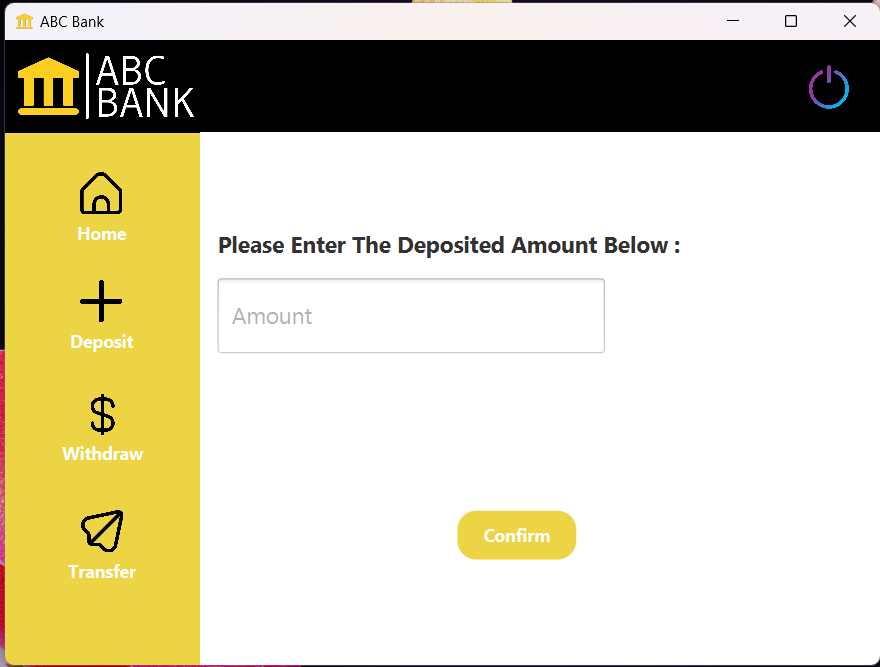 ABC Bank
ABC
BANK
Home
Deposit
Withdraw
Transfer
Please Enter The Deposited Amount Below :
Amount
Confirm